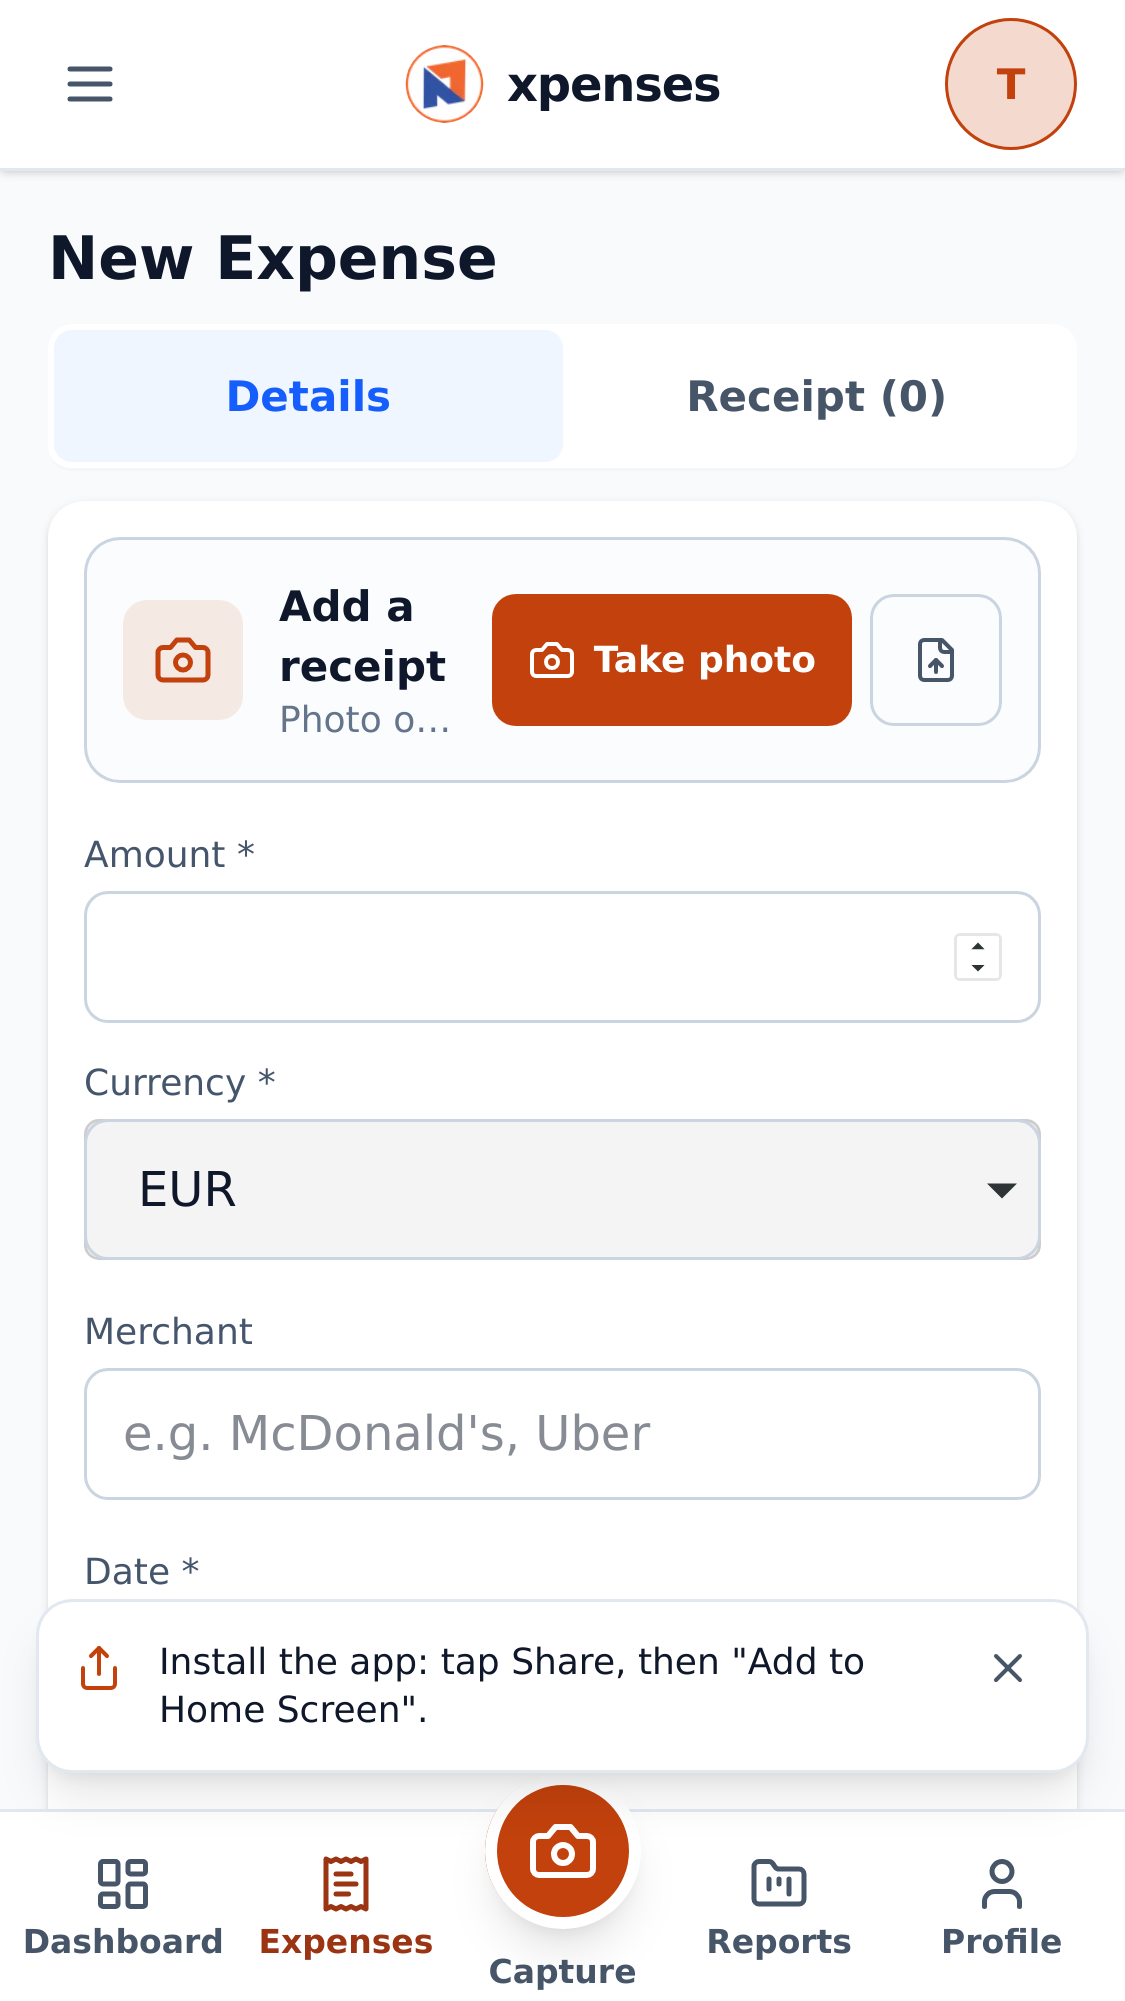 xpenses
T
New Expense
Details
Receipt (0)
Add a
receipt
Photo o...
Take photo
Amount *
Currency *
EUR
Merchant
e.g. McDonald's, Uber
Date *
Install the app: tap Share, then "Add to
Home Screen".
Dashboard
Expenses
Capture
Reports
Profile